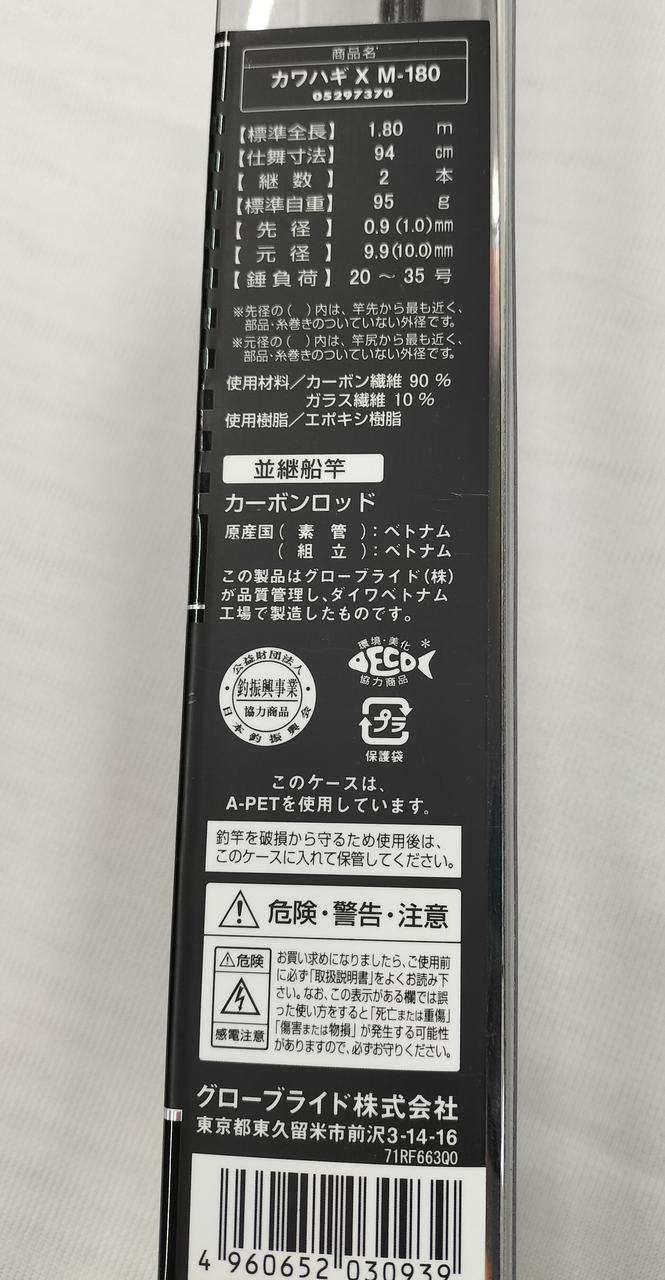 商品名
カワハギ X M-180
05297370
【標準全長】 1.80 m
【仕舞寸法】 94 cm
【 継 数 】 2 本
【標準自重】 95 g
【 先 径 】 0.9(1.0)mm
【 元 径 】 9.9(10.0)mm
【錘負荷】 20 〜 35 号
※先径の( )内は、竿先から最も近く、
部品・糸巻きのついていない外径です。
※元径の( )内は、竿尻から最も近く、
部品・糸巻きのついていない外径です。
使用材料/カーボン繊維 90 %
ガラス繊維 10 %
使用樹脂/エポキシ樹脂
並継船竿
カーボンロッド
原産国( 素 管 ):ベトナム
( 組 立 ):ベトナム
この製品はグローブライド(株)
が品質管理し、ダイワベトナム
工場で製造したものです。
公益財団法人
釣振興事業
協力商品
日本釣振興会
環境・美化
ECO
*
協力商品
プラ
保護袋
このケースは、
A-PETを使用しています。
釣竿を破損から守るため使用後は、
このケースに入れて保管してください。
危険・警告・注意
危険
感電注意
お買い求めになりましたら、ご使用前
に必ず「取扱説明書」をよくお読み下
さい。なお、この表示がある欄では誤
った使い方をすると「死亡または重傷」
「傷害または物損」が発生する可能性
がありますので、必ずお守りください。
グローブライド株式会社
東京都東久留米市前沢3-14-16
71RF663Q0
4 960652 030939